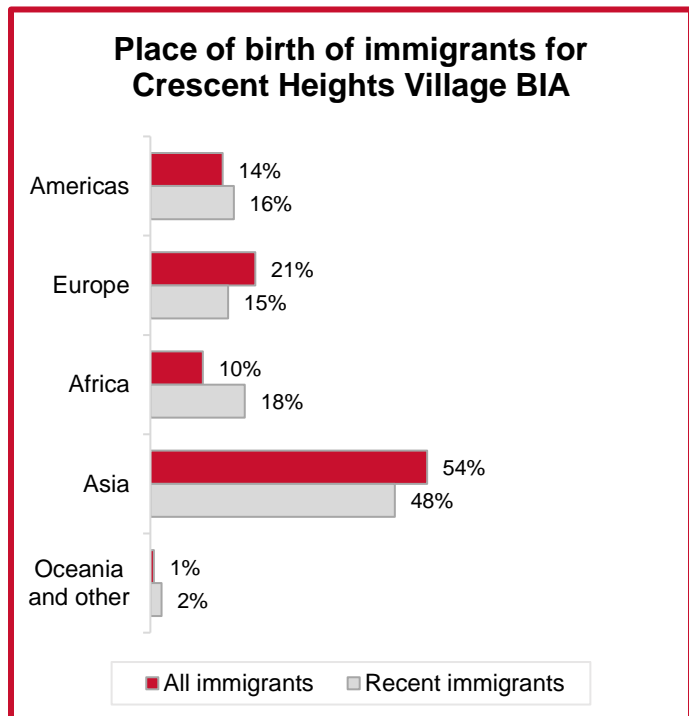 Place of birth of immigrants for
Crescent Heights Village BIA
Americas
14%
16%
Europe
21%
15%
Africa
10%
18%
Asia
54%
48%
Oceania
and other
1%
2%
All immigrants
Recent immigrants